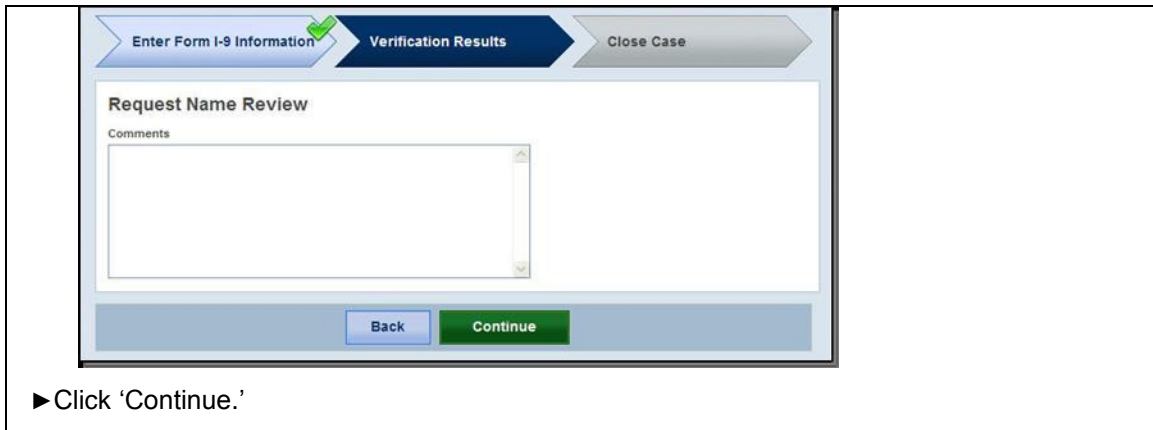 Enter Form I-9 Information Verification Results Close Case
Request Name Review
Comments
Back Continue
►Click ‘Continue.’